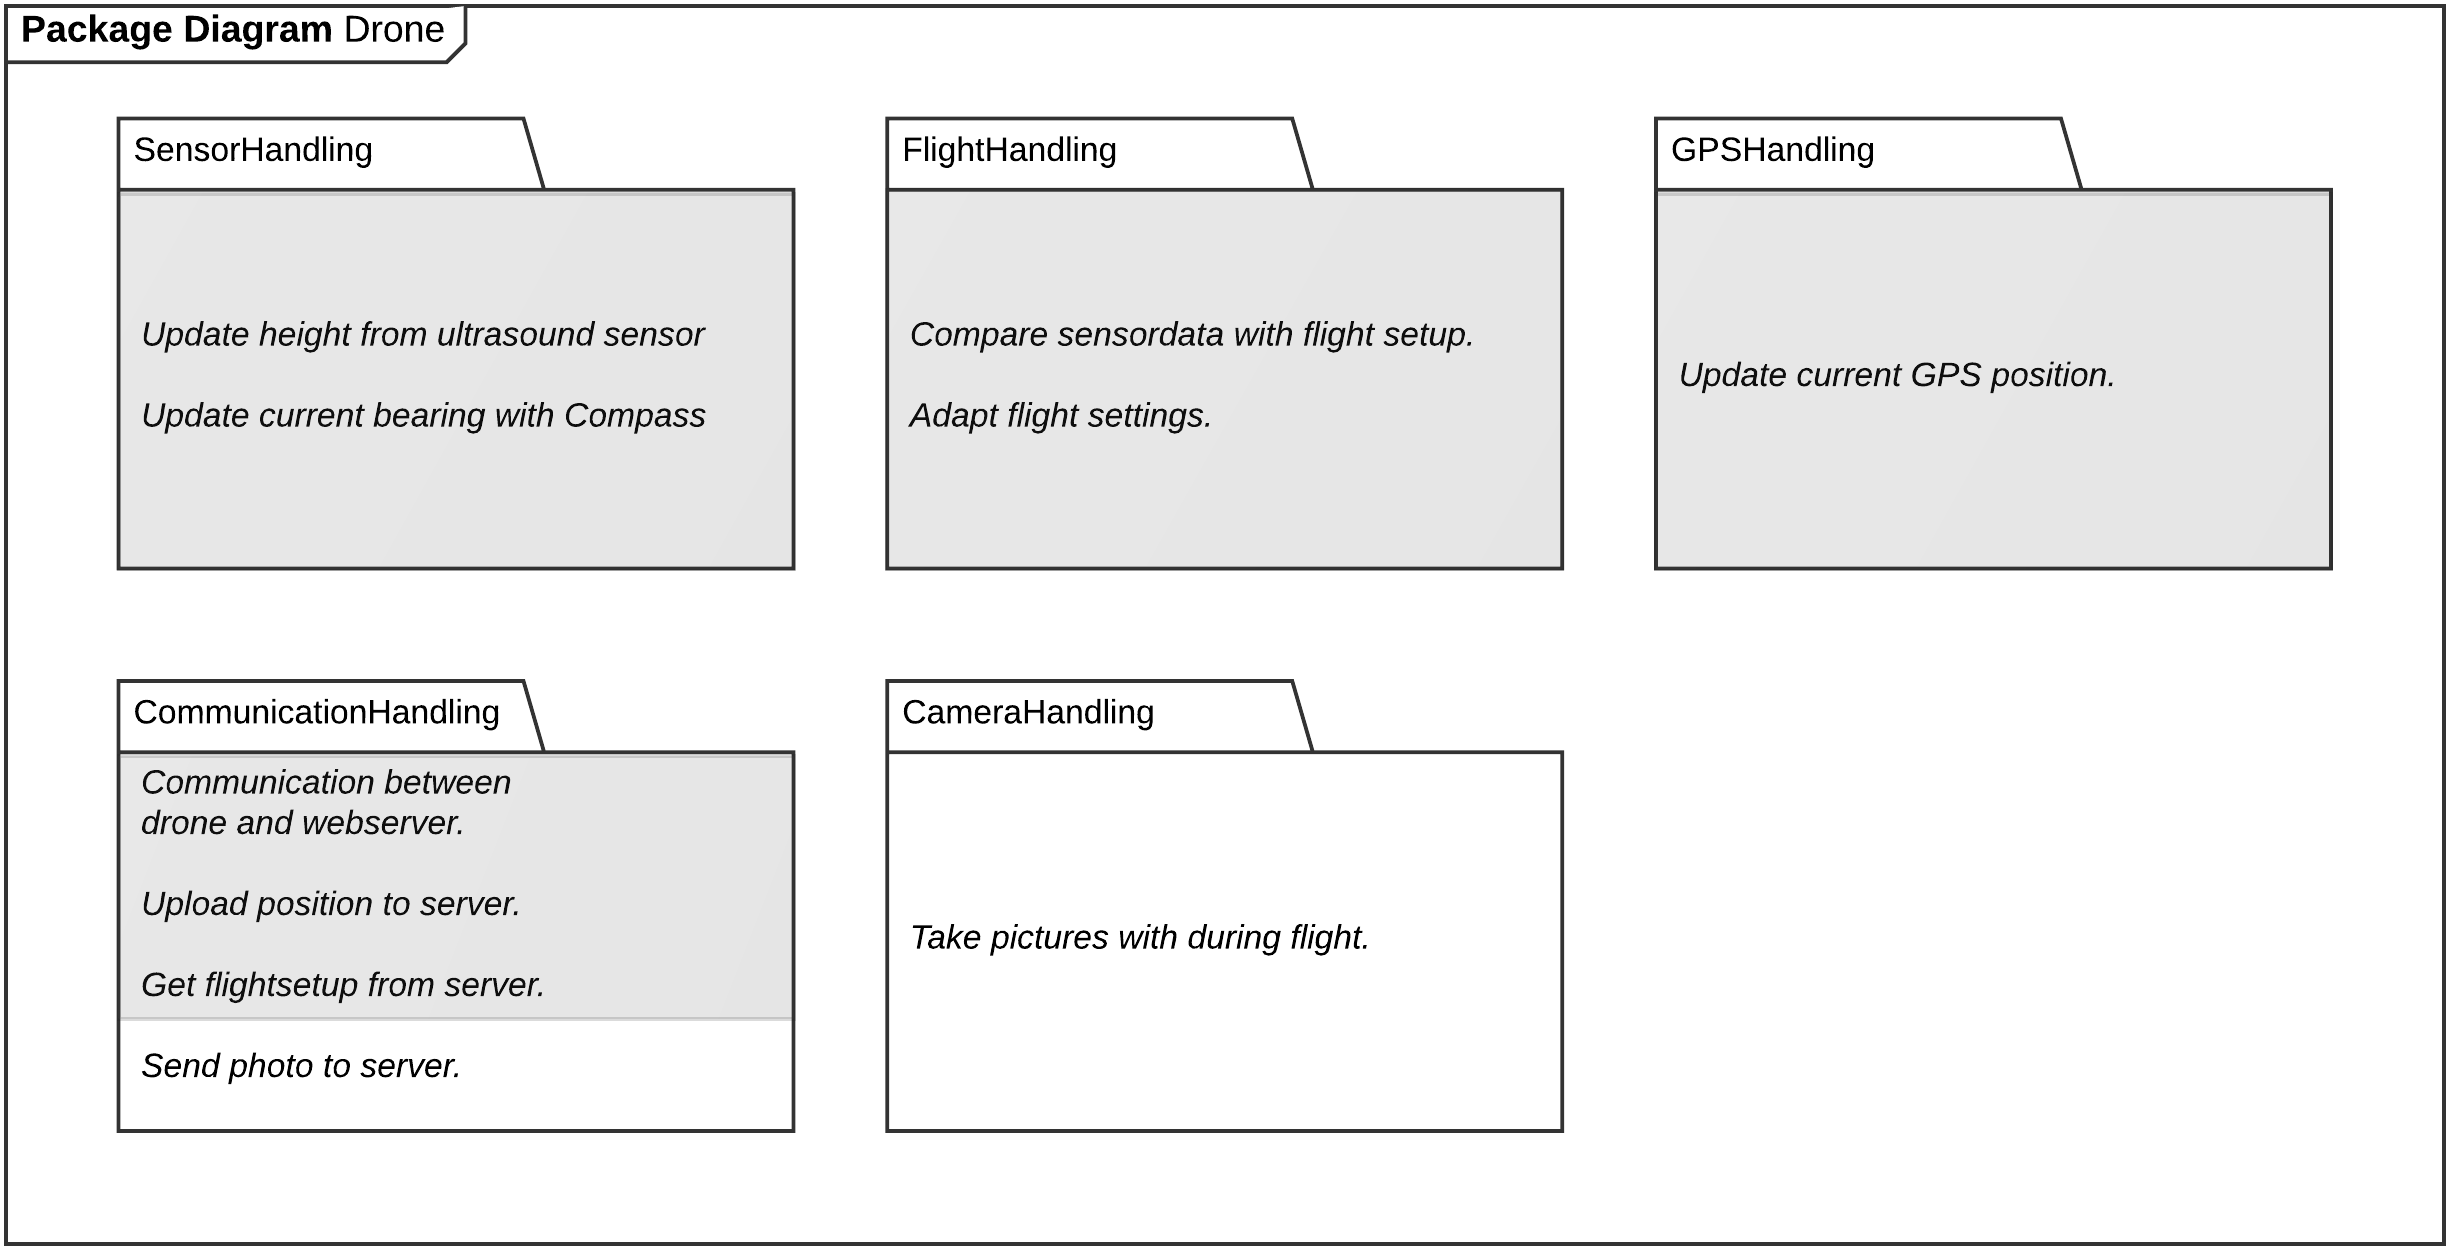 Package Diagram Drone
SensorHandling
Update height from ultrasound sensor
Update current bearing with Compass
FlightHandling
Compare sensordata with flight setup.
Adapt flight settings.
GPSHandling
Update current GPS position.
CommunicationHandling
Communication between
drone and webserver.
Upload position to server.
Get flightsetup from server.
Send photo to server.
CameraHandling
Take pictures with during flight.